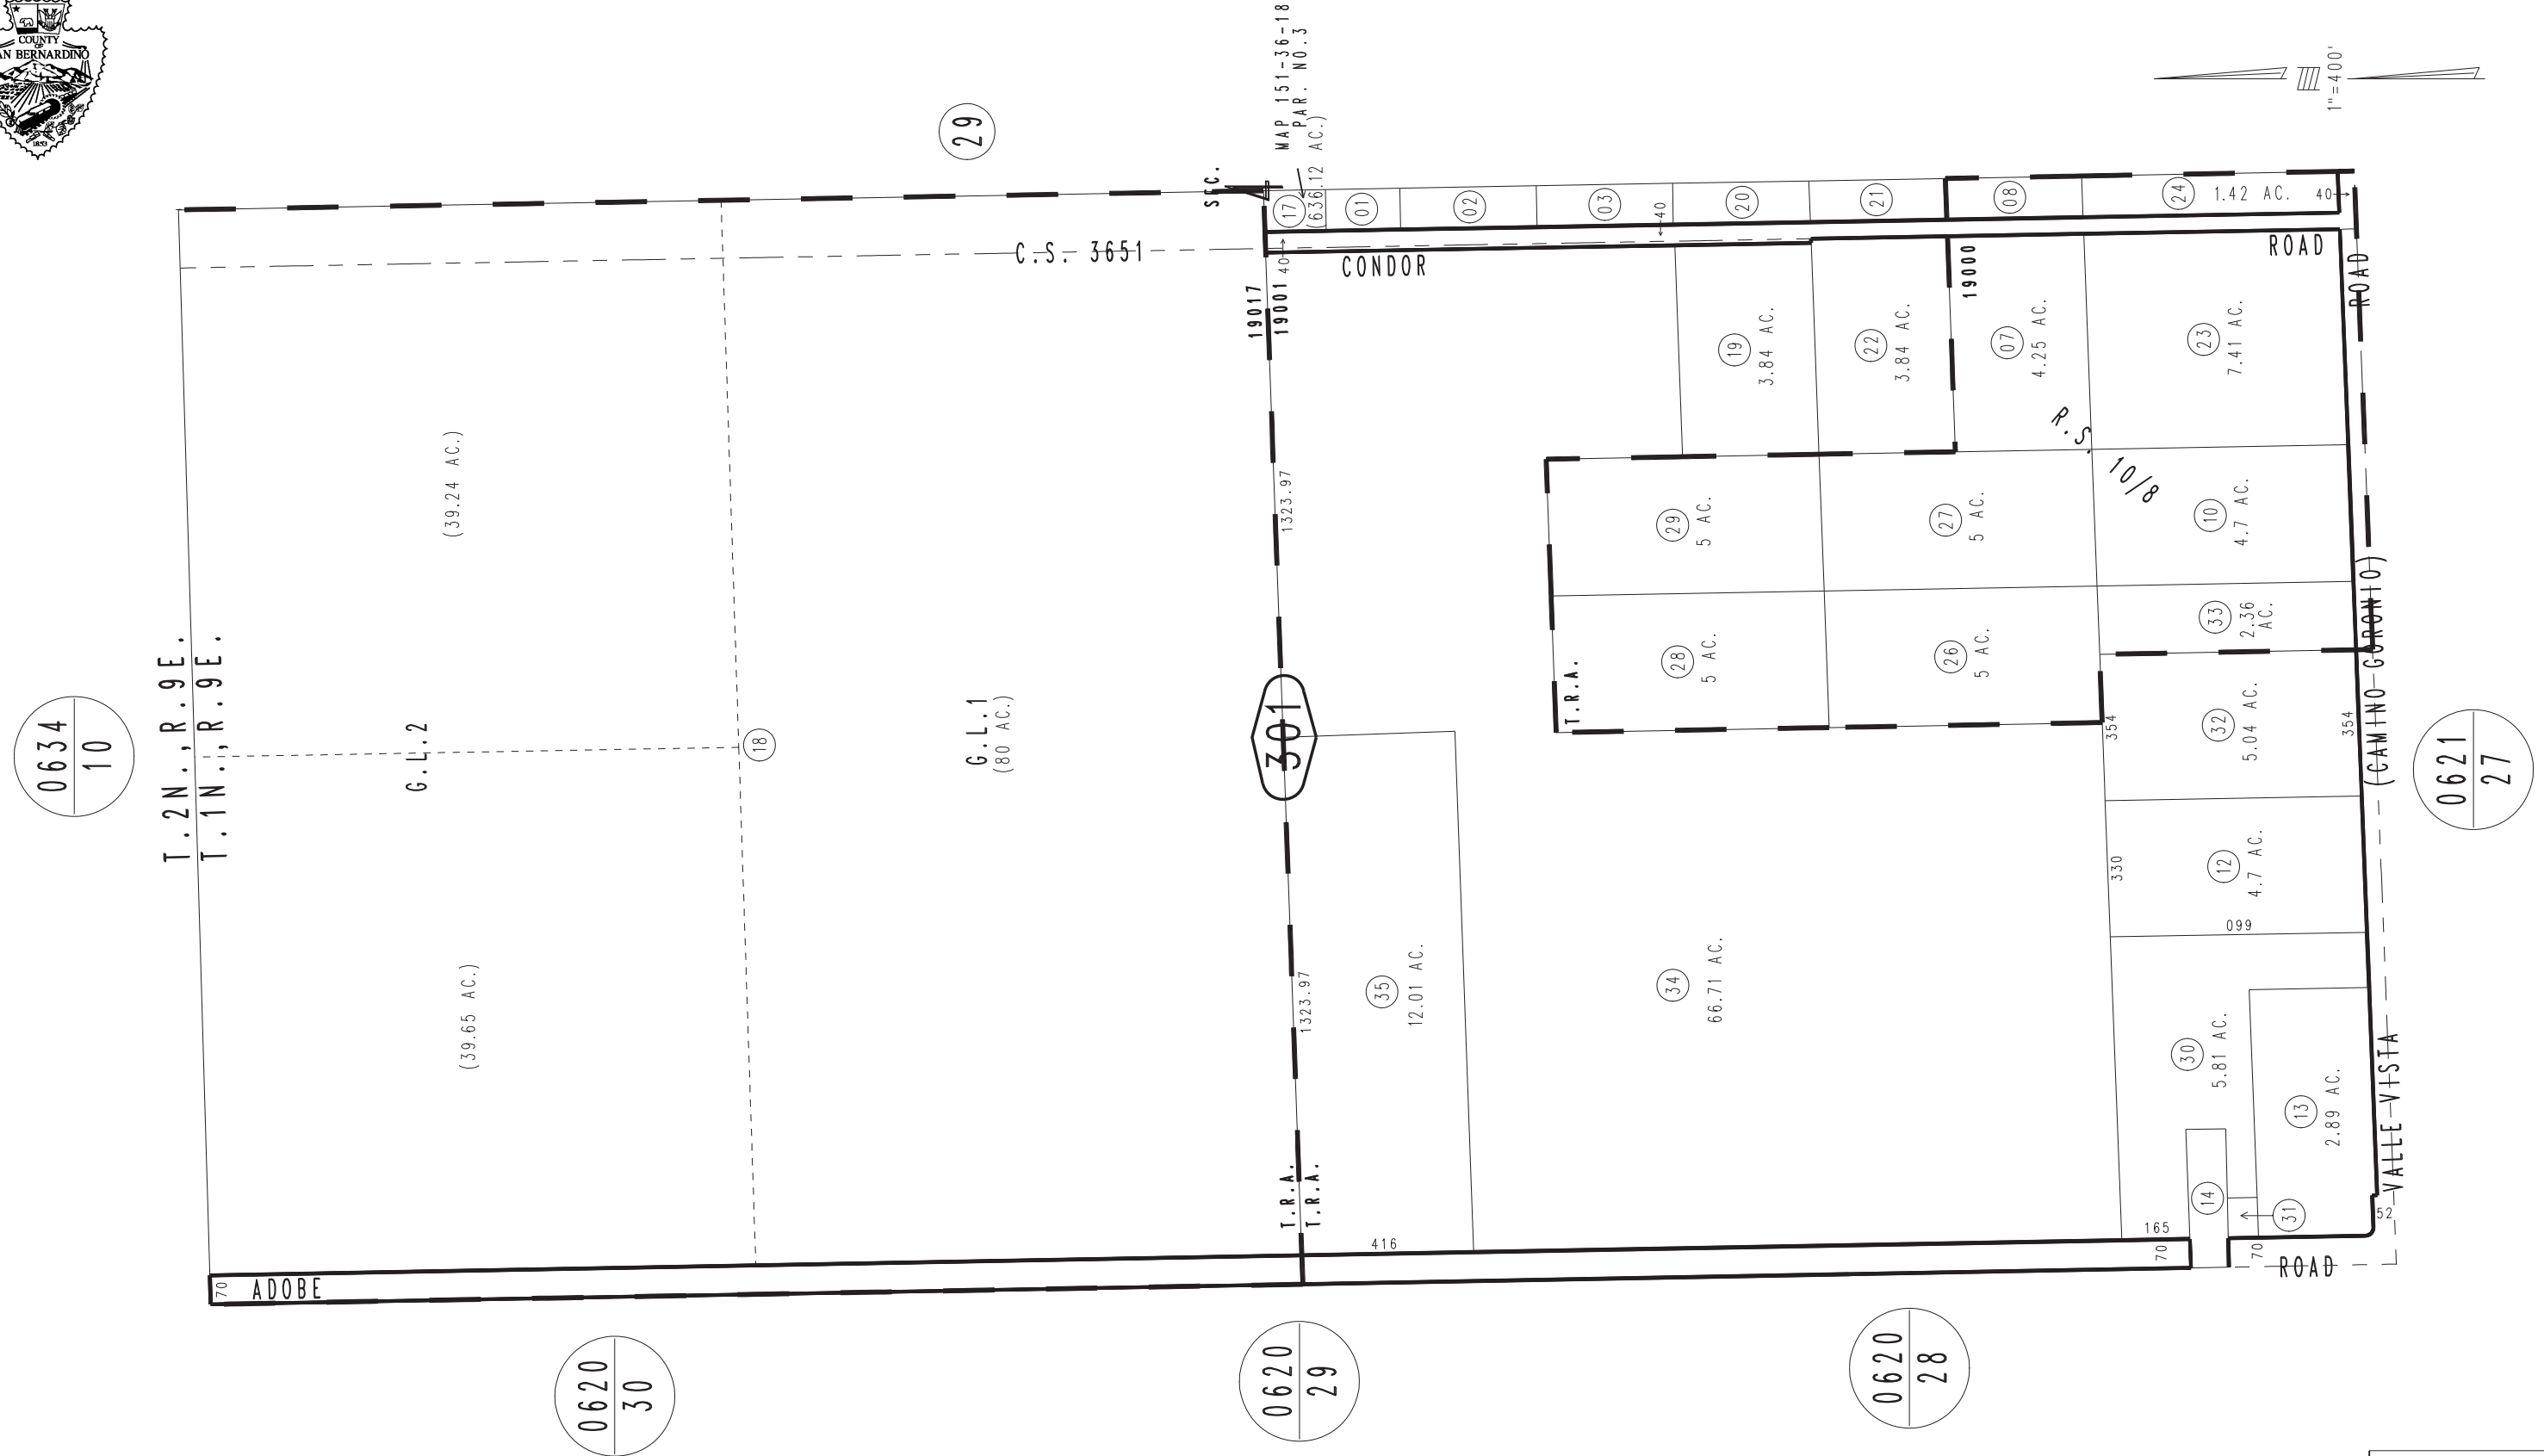 COUNTY
OF
AN BERNARDINO
1853
MAP 151-36-18
PAR. NO.3
(636.12 AC.)
1"=400'
29
SEC.
4
17
01
02
03
20
21
08
24
1.42 AC.
40
40
40
C.S. 3651
CONDOR
ROAD
ROAD
19017
19001
19000
19
3.84 AC.
22
3.84 AC.
07
4.25 AC.
23
7.41 AC.
R.S.
10/8
(39.24 AC.)
1323.97
29
5 AC.
27
5 AC.
10
4.7 AC.
33
2.36
AC.
28
5 AC.
26
5 AC.
T.R.A.
32
5.04 AC.
354
354
(CAMINO GORONIO)
0634
10
T.2N.,R.9E.
T.1N.,R.9E.
G.L.2
18
G.L.1
(80 AC.)
301
0621
27
12
4.7 AC.
330
660
(39.65 AC.)
1323.97
35
12.01 AC.
34
66.71 AC.
30
5.81 AC.
13
2.89 AC.
14
31
VALLE VISTA
T.R.A.
T.R.A.
416
165
70
70
52
70
ADOBE
ROAD
0620
30
0620
29
0620
28